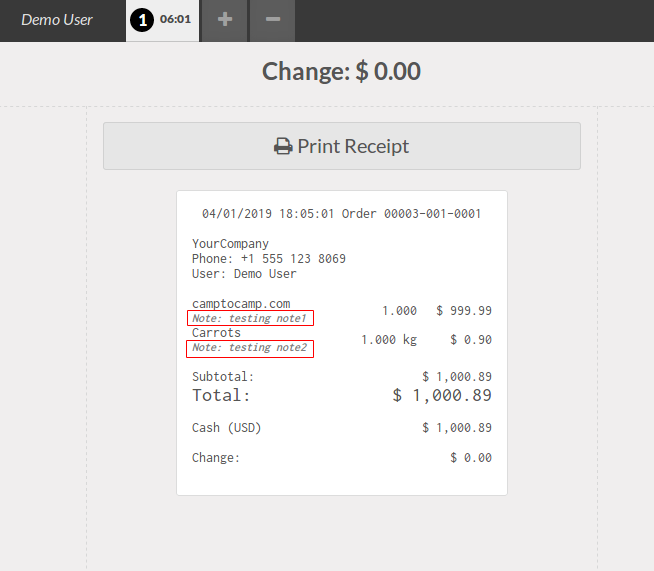 Demo User
1 06:01 + −
Change: $ 0.00
Print Receipt
04/01/2019 18:05:01 Order 00003-001-0001
YourCompany
Phone: +1 555 123 8069
User: Demo User
camptocamp.com 1.000 $ 999.99
Note: testing note1
Carrots 1.000 kg $ 0.90
Note: testing note2
Subtotal: $ 1,000.89
Total: $ 1,000.89
Cash (USD) $ 1,000.89
Change: $ 0.00